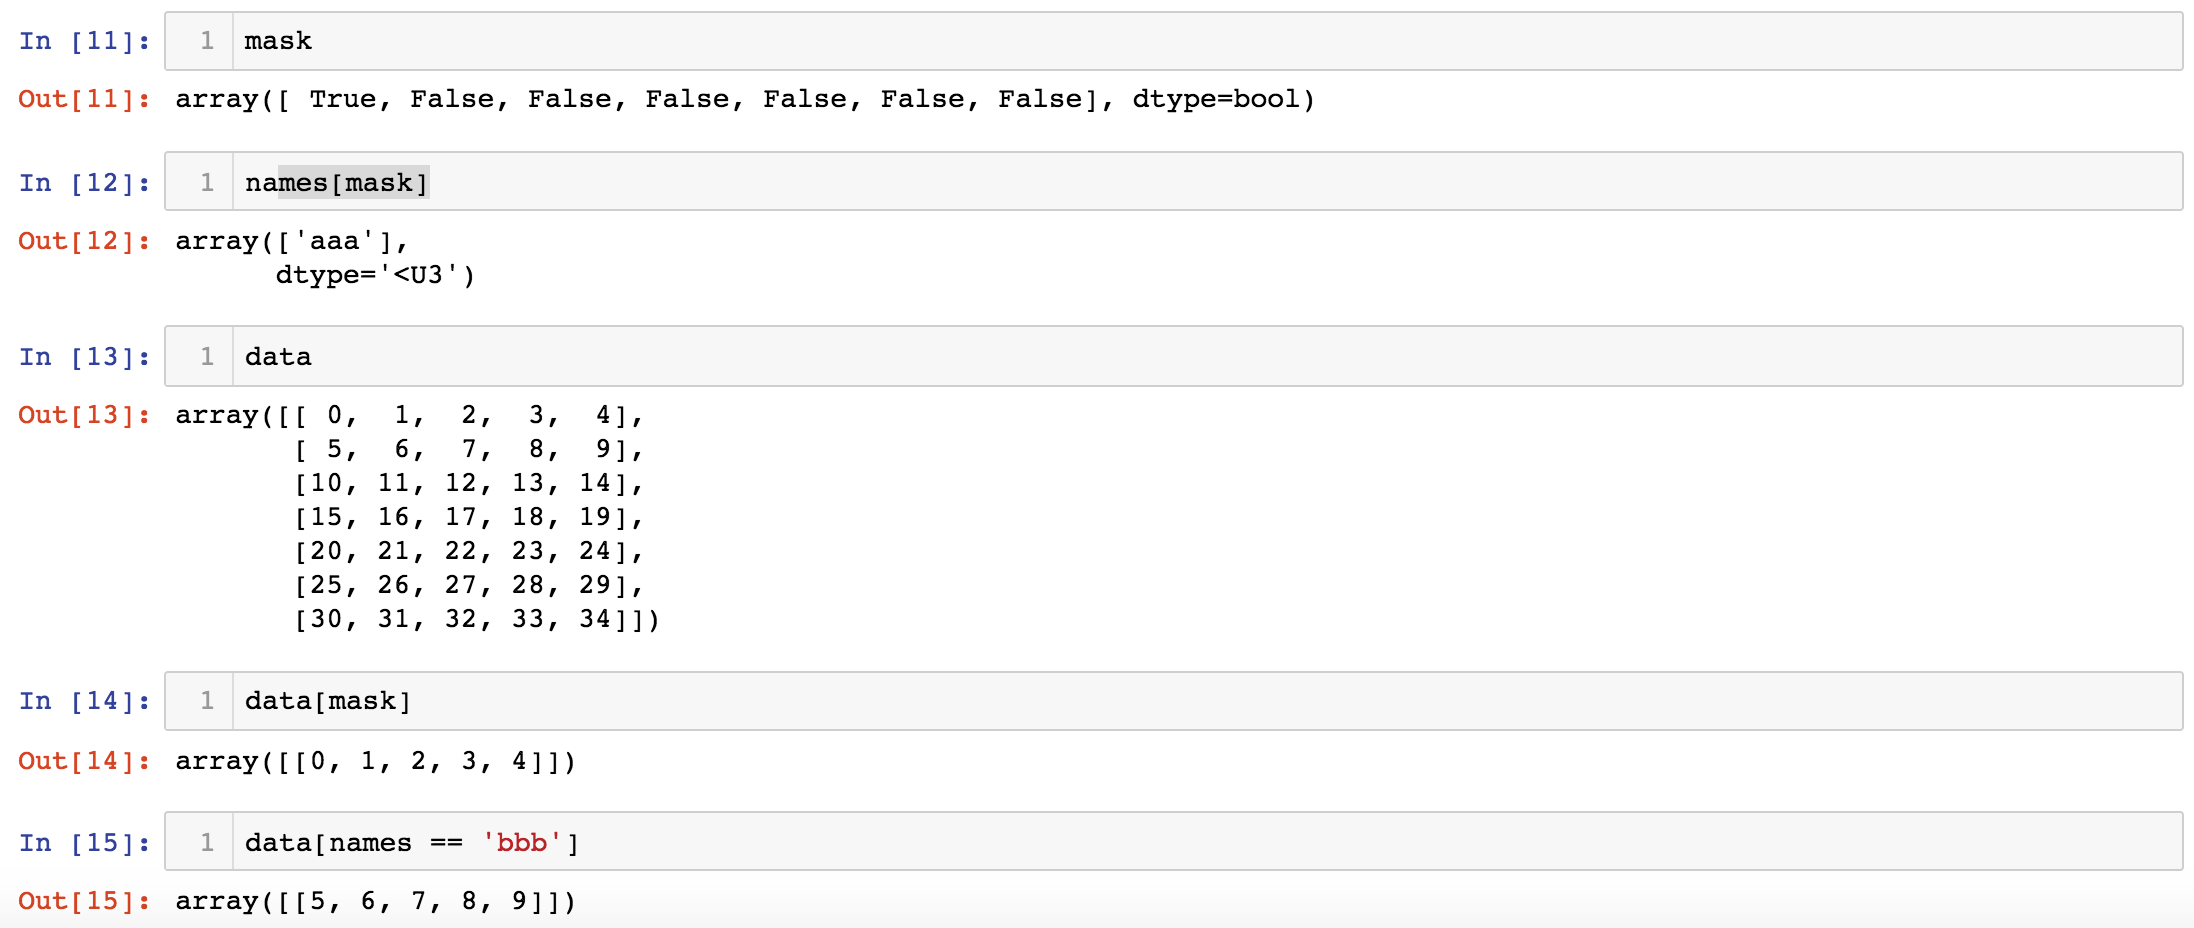 In [11]: 1 mask
Out[11]: array([ True, False, False, False, False, False, False], dtype=bool)
In [12]: 1 names[mask]
Out[12]: array(['aaa'],
      dtype='<U3')
In [13]: 1 data
Out[13]: array([[ 0,  1,  2,  3,  4],
       [ 5,  6,  7,  8,  9],
       [10, 11, 12, 13, 14],
       [15, 16, 17, 18, 19],
       [20, 21, 22, 23, 24],
       [25, 26, 27, 28, 29],
       [30, 31, 32, 33, 34]])
In [14]: 1 data[mask]
Out[14]: array([[0, 1, 2, 3, 4]])
In [15]: 1 data[names == 'bbb']
Out[15]: array([[5, 6, 7, 8, 9]])